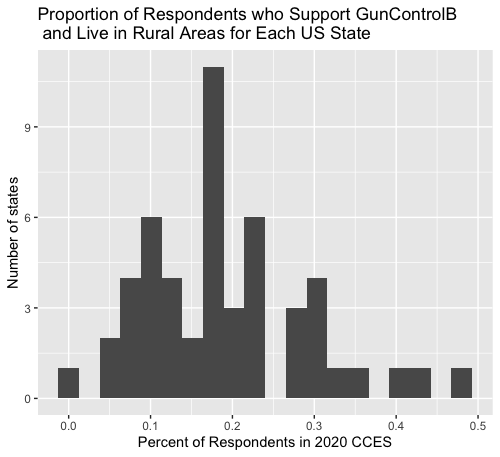 Proportion of Respondents who Support GunControlB
and Live in Rural Areas for Each US State
9
6
3
0
Number of states
0.0 0.1 0.2 0.3 0.4 0.5
Percent of Respondents in 2020 CCES